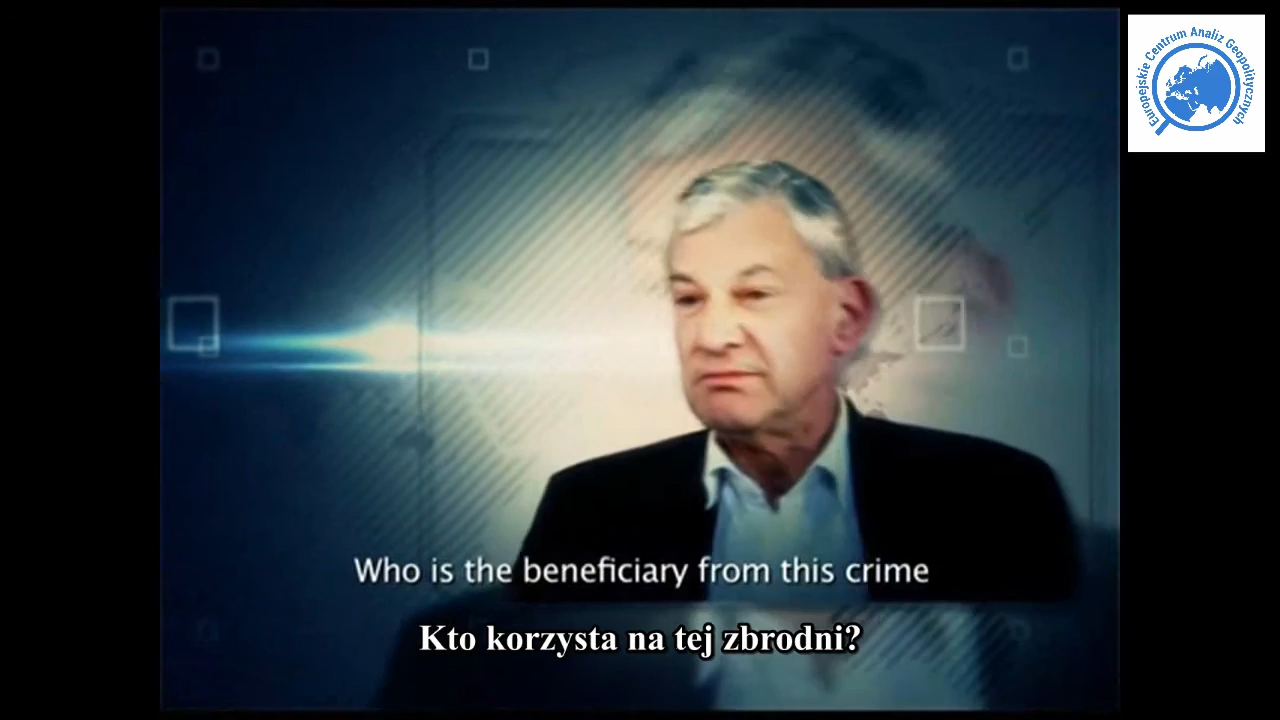 Europejskie Centrum Analiz Geopolitycznych
Who is the beneficiary from this crime
Kto korzysta na tej zbrodni?